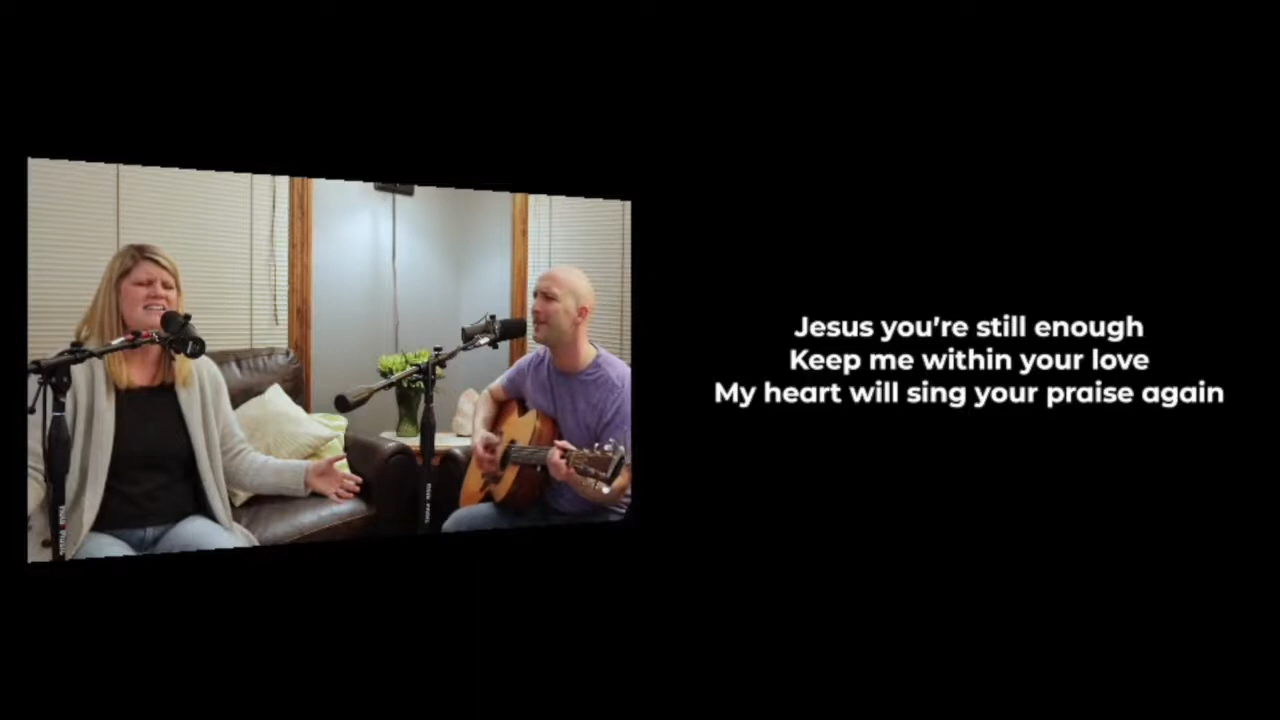 Jesus you're still enough
Keep me within your love
My heart will sing your praise again